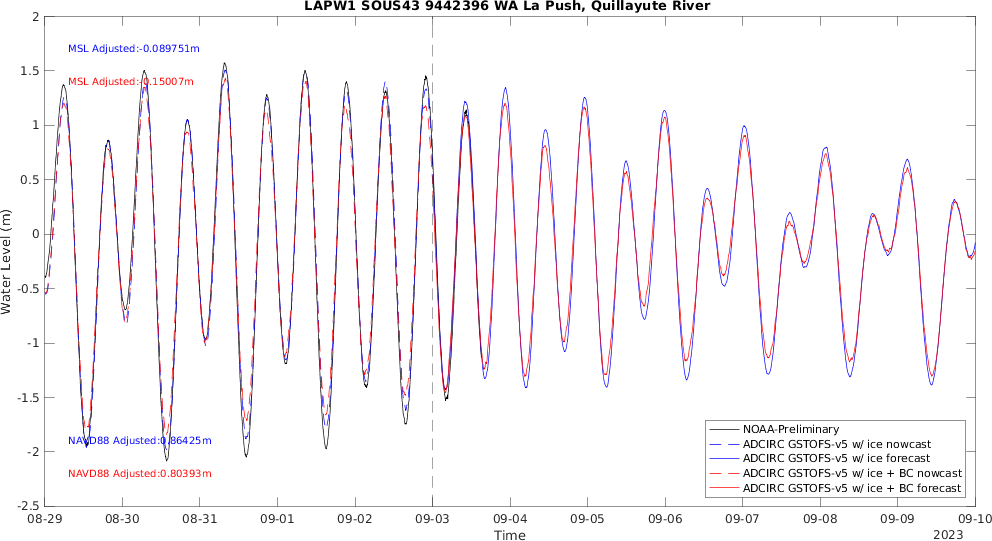 LAPW1 SOUS43 9442396 WA La Push, Quillayute River
2
1.5
1
0.5
0
-0.5
-1
-1.5
-2
-2.5
Water Level (m)
MSL Adjusted:-0.089751m
MSL Adjusted:-0.15007m
NAVD88 Adjusted:0.86425m
NAVD88 Adjusted:0.80393m
NOAA-Preliminary
ADCIRC GSTOFS-v5 w/ ice nowcast
ADCIRC GSTOFS-v5 w/ ice forecast
ADCIRC GSTOFS-v5 w/ ice + BC nowcast
ADCIRC GSTOFS-v5 w/ ice + BC forecast
08-29 08-30 08-31 09-01 09-02 09-03 09-04 09-05 09-06 09-07 09-08 09-09 09-10
Time
2023